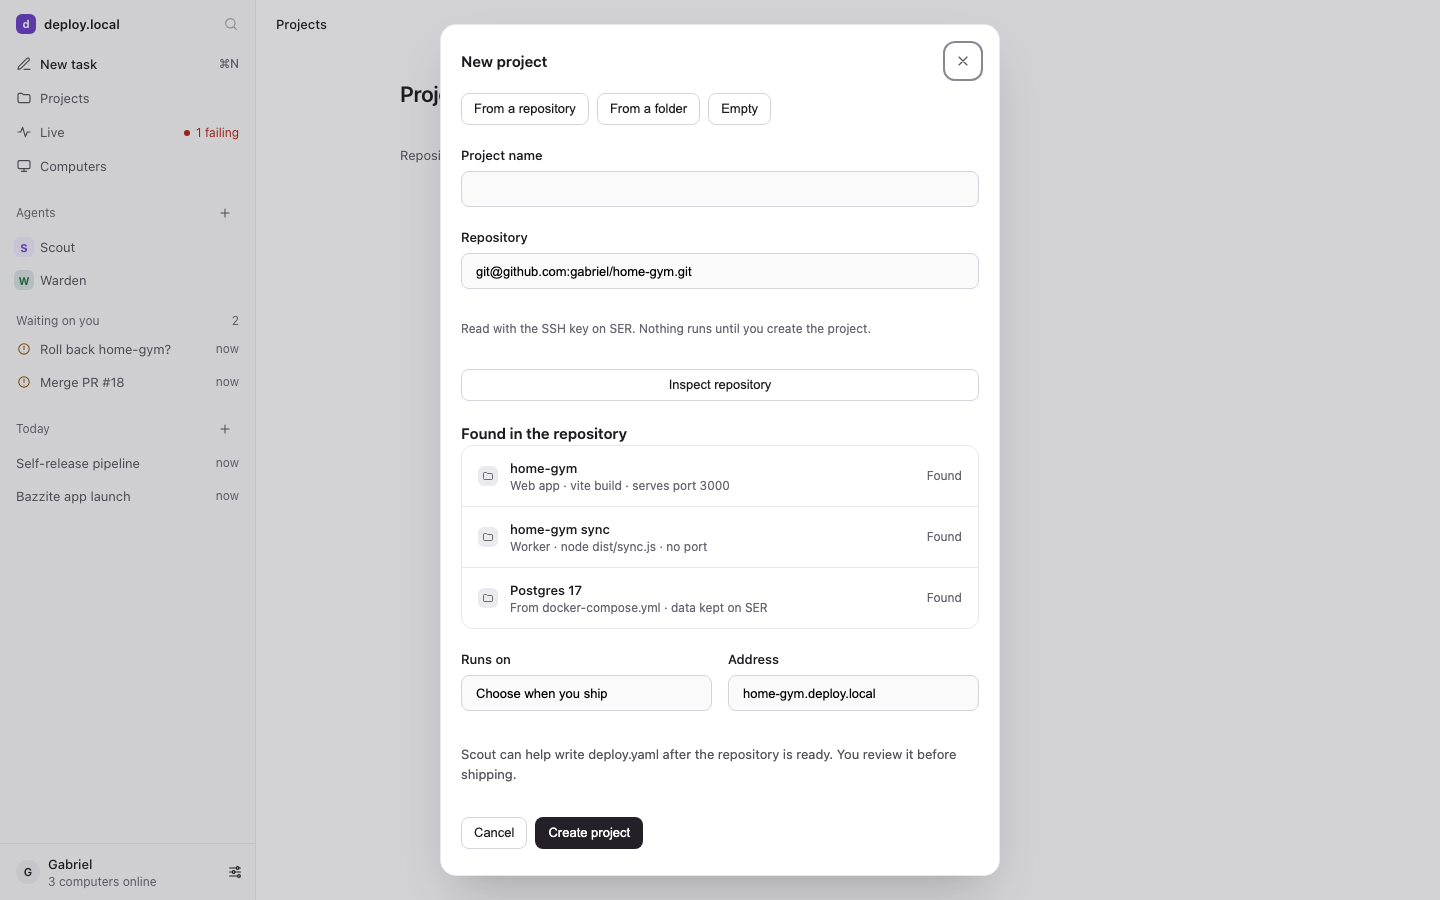 d deploy.local
New task ⌘N
Projects
Live 1 failing
Computers
Agents
S Scout
W Warden
Waiting on you 2
Roll back home-gym? now
Merge PR #18 now
Today
Self-release pipeline now
Bazzite app launch now
G Gabriel
3 computers online
Projects
Proj
Reposi
New project
From a repository From a folder Empty
Project name
Repository
git@github.com:gabriel/home-gym.git
Read with the SSH key on SER. Nothing runs until you create the project.
Inspect repository
Found in the repository
home-gym
Web app · vite build · serves port 3000
Found
home-gym sync
Worker · node dist/sync.js · no port
Found
Postgres 17
From docker-compose.yml · data kept on SER
Found
Runs on Address
Choose when you ship home-gym.deploy.local
Scout can help write deploy.yaml after the repository is ready. You review it before
shipping.
Cancel Create project